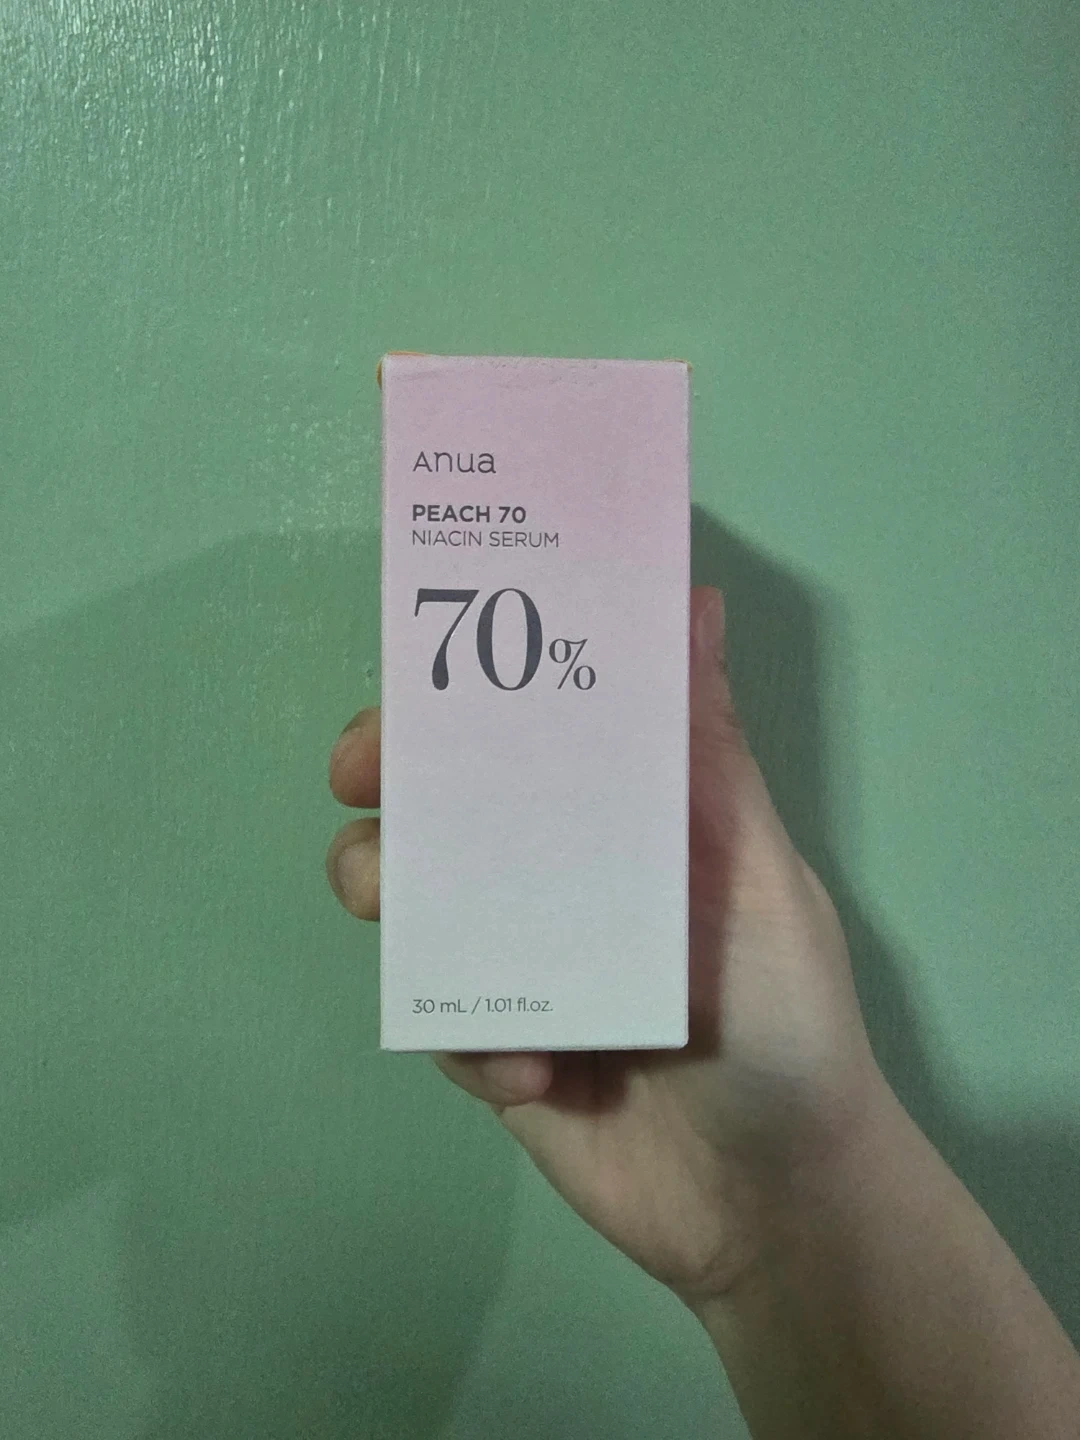 Anua
PEACH 70
NIACIN SERUM
70%
30 mL / 1.01 fl.oz.